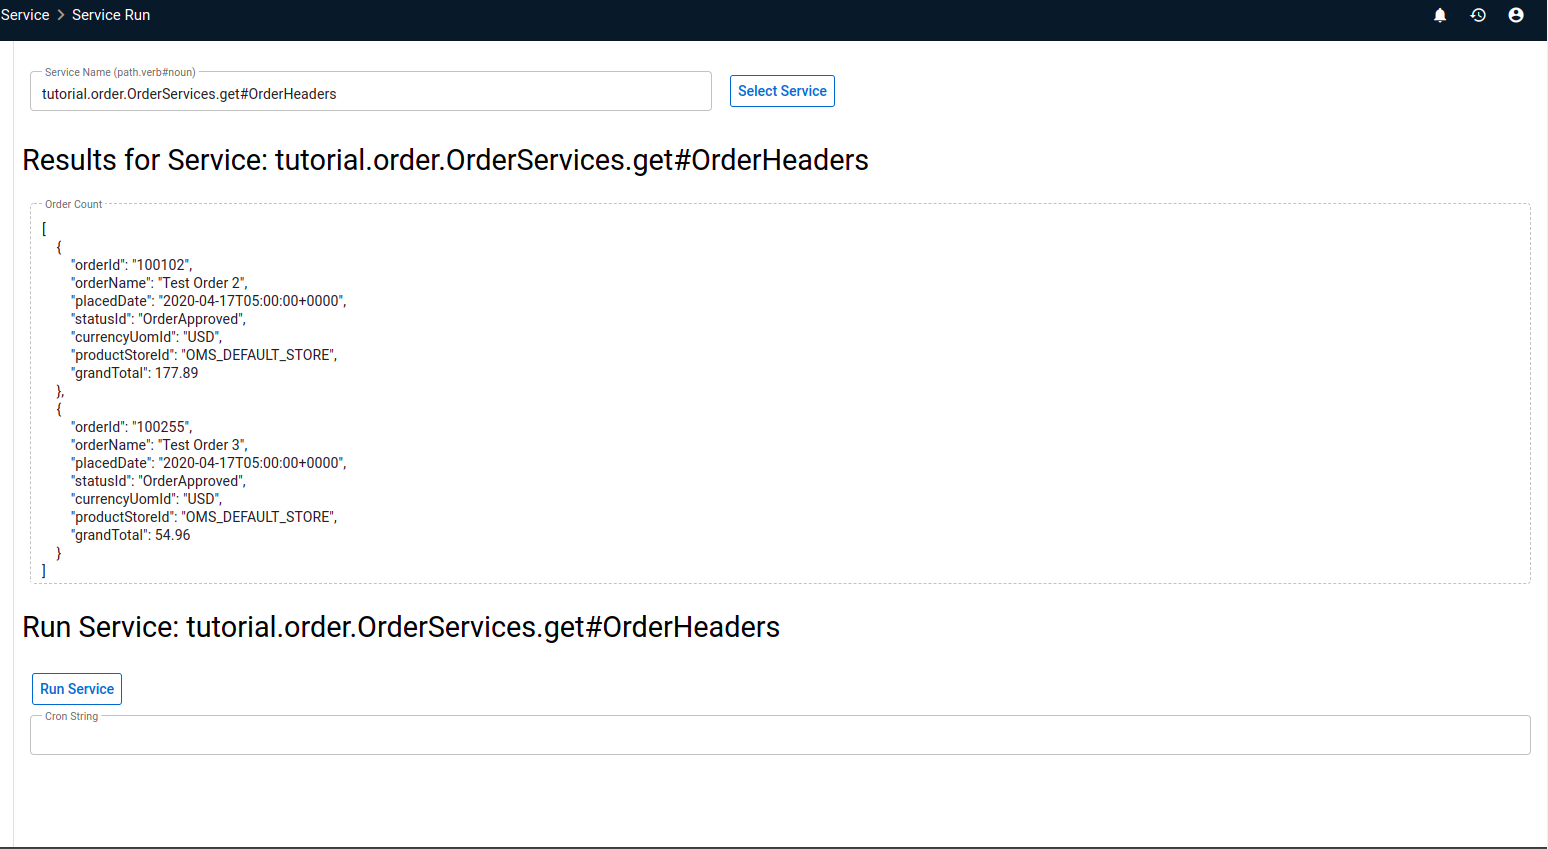 Service > Service Run
Service Name (path.verb#noun)
tutorial.order.OrderServices.get#OrderHeaders
Select Service
Results for Service: tutorial.order.OrderServices.get#OrderHeaders
Order Count
[
{
"orderId": "100102",
"orderName": "Test Order 2",
"placedDate": "2020-04-17T05:00:00+0000",
"statusId": "OrderApproved",
"currencyUomId": "USD",
"productStoreId": "OMS_DEFAULT_STORE",
"grandTotal": 177.89
},
{
"orderId": "100255",
"orderName": "Test Order 3",
"placedDate": "2020-04-17T05:00:00+0000",
"statusId": "OrderApproved",
"currencyUomId": "USD",
"productStoreId": "OMS_DEFAULT_STORE",
"grandTotal": 54.96
}
]
Run Service: tutorial.order.OrderServices.get#OrderHeaders
Run Service
Cron String